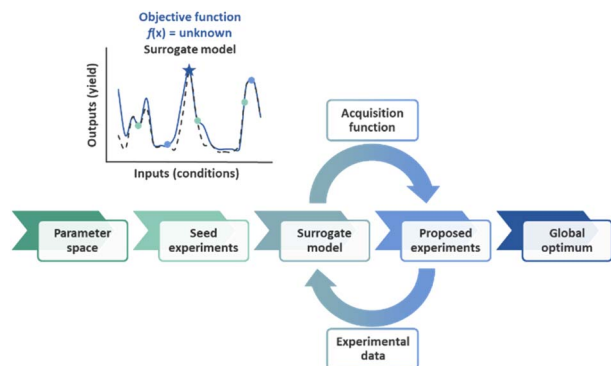 Objective function
f(x) = unknown
Surrogate model
Outputs (yield)
Inputs (conditions)
Acquisition
function
Parameter
space
Seed
experiments
Surrogate
model
Proposed
experiments
Global
optimum
Experimental
data